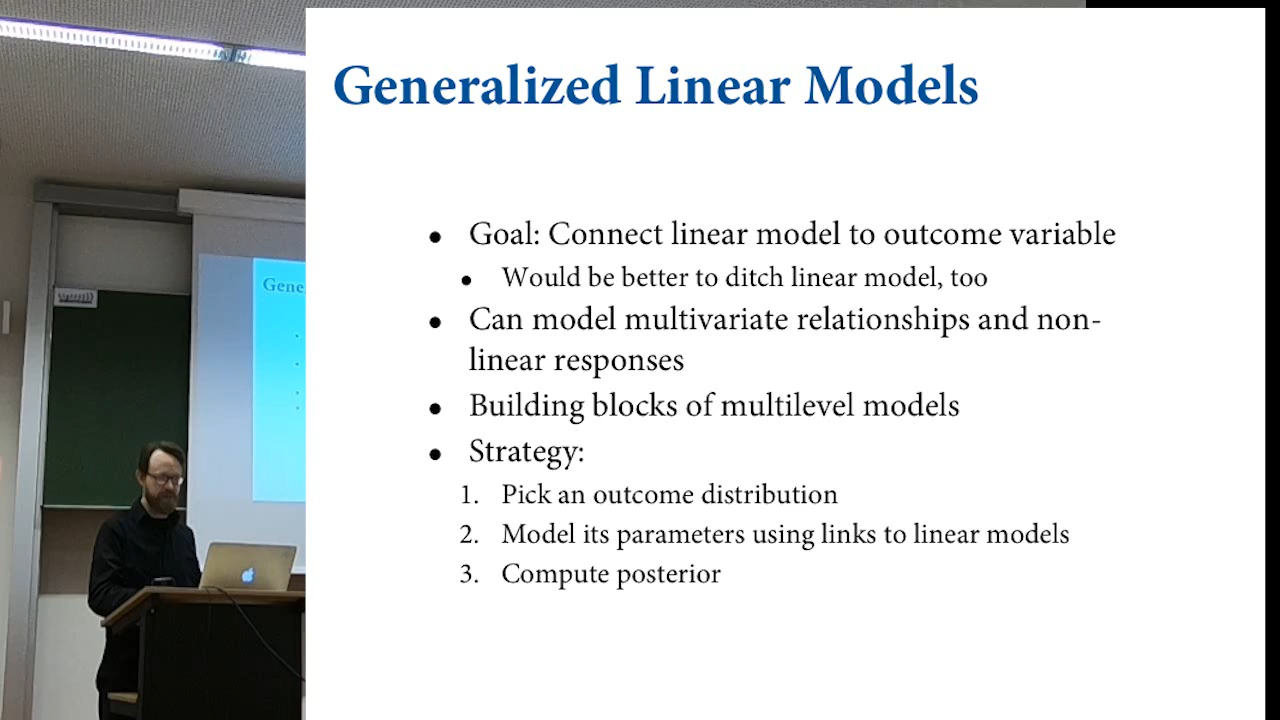 Generalized Linear Models
• Goal: Connect linear model to outcome variable
• Would be better to ditch linear model, too
• Can model multivariate relationships and non-
linear responses
• Building blocks of multilevel models
• Strategy:
1. Pick an outcome distribution
2. Model its parameters using links to linear models
3. Compute posterior
Gene